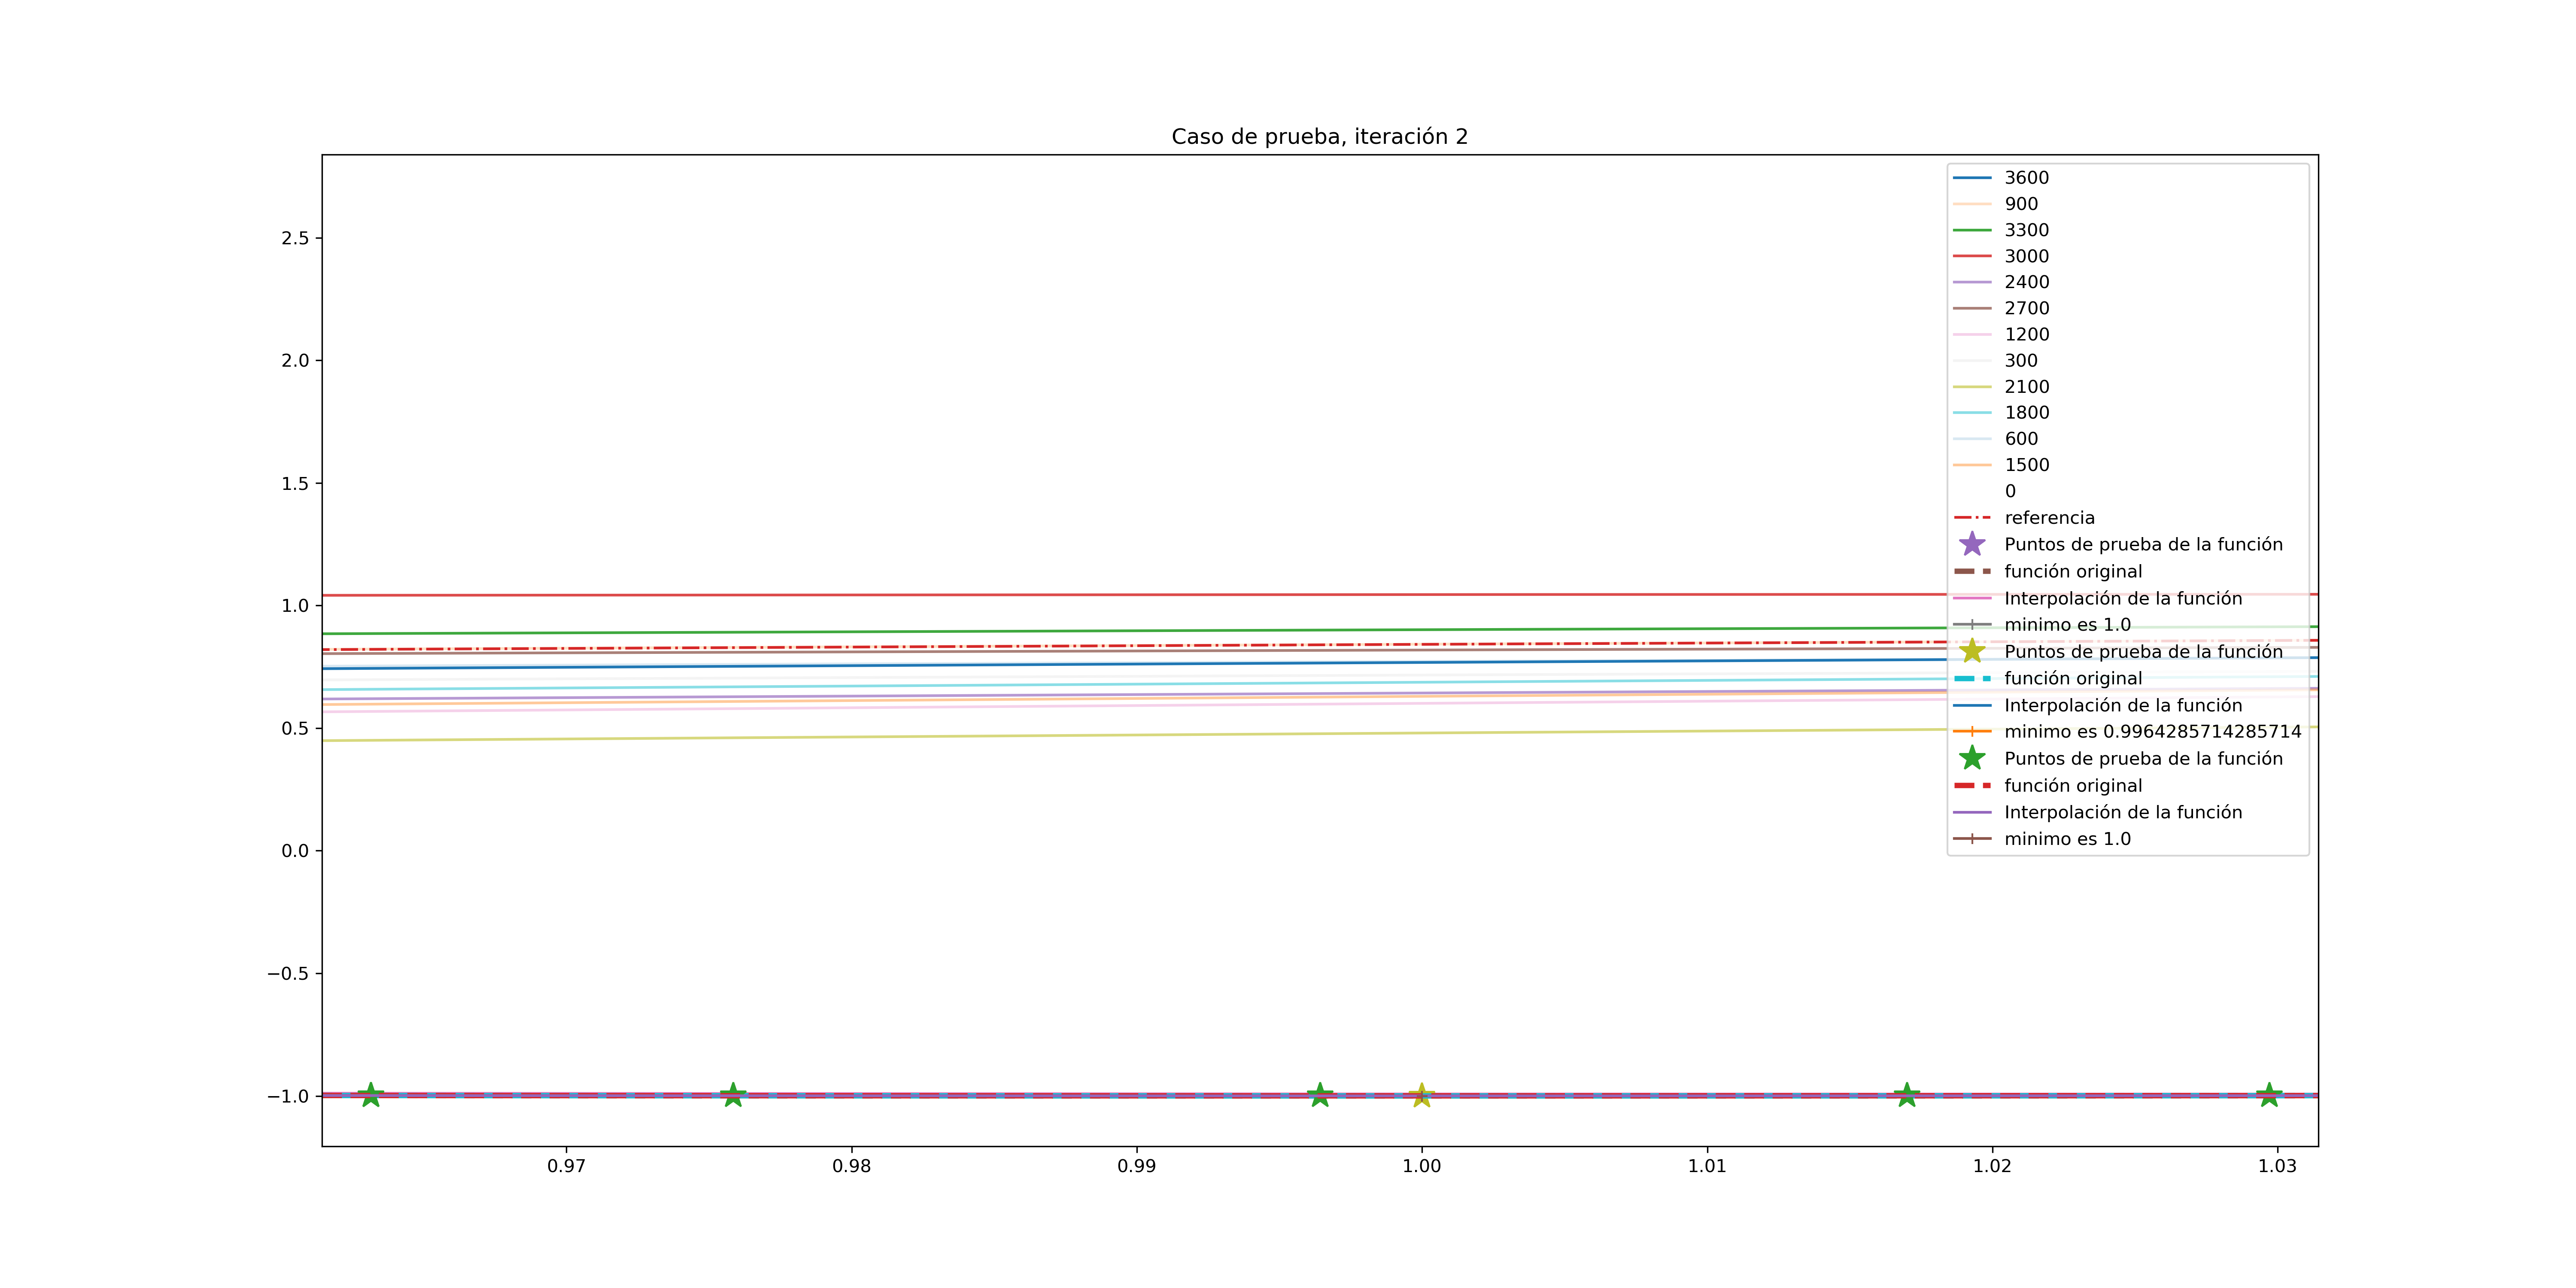 Caso de prueba, iteración 2
3600
900
3300
3000
2400
2700
1200
300
2100
1800
600
1500
0
referencia
Puntos de prueba de la función
función original
Interpolación de la función
minimo es 1.0
Puntos de prueba de la función
función original
Interpolación de la función
minimo es 0.9964285714285714
Puntos de prueba de la función
función original
Interpolación de la función
minimo es 1.0
2.5
2.0
1.5
1.0
0.5
0.0
−0.5
−1.0
0.97 0.98 0.99 1.00 1.01 1.02 1.03